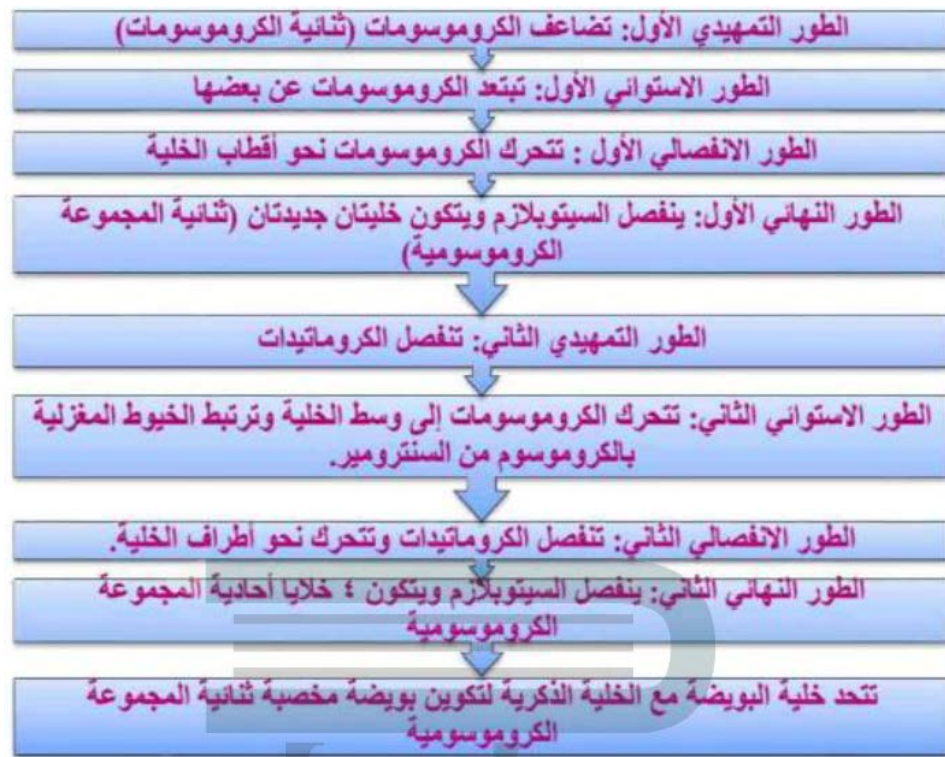 الطور التمهيدي الأول: تضاعف الكروموسومات (ثنائية الكروموسومات)
الطور الاستوائي الأول: تبتعد الكروموسومات عن بعضها
الطور الانفصالي الأول : تتحرك الكروموسومات نحو أقطاب الخلية
الطور النهائي الأول: ينفصل السيتوبلازم ويتكون خليتان جديدتان (ثنائية المجموعة
الكروموسومية)
الطور التمهيدي الثاني: تنفصل الكروماتيدات
الطور الاستوائي الثاني: تتحرك الكروموسومات إلى وسط الخلية وترتبط الخيوط المغزلية
بالكروموسوم من السنترومير.
الطور الانفصالي الثاني: تنفصل الكروماتيدات وتتحرك نحو أطراف الخلية.
الطور النهائي الثاني: ينفصل السيتوبلازم ويتكون ٤ خلايا أحادية المجموعة
الكروموسومية
تتحد خلية البويضة مع الخلية الذكرية لتكوين بويضة مخصبة ثنائية المجموعة
الكروموسومية